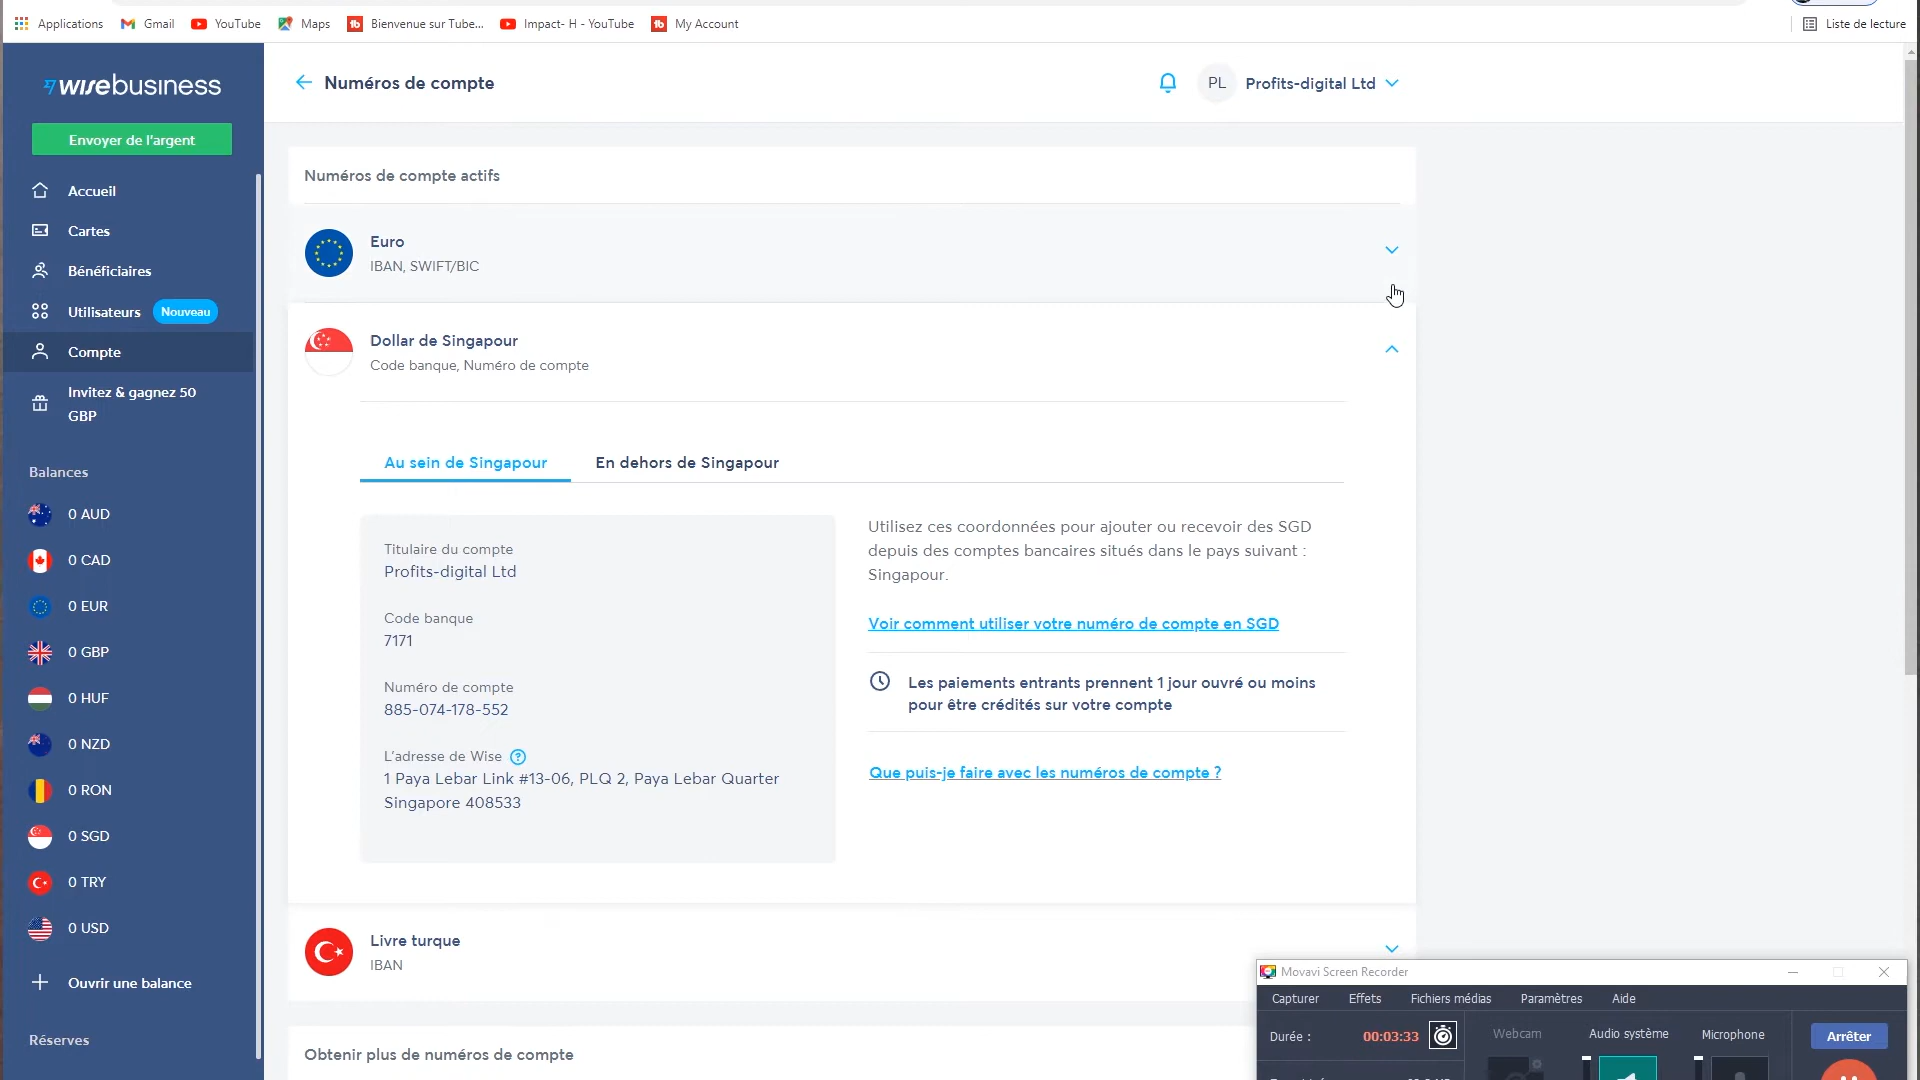 Applications
Gmail
YouTube
Maps
Bienvenue sur Tube...
Impact- H - YouTube
My Account
Liste de lecture
wisebusiness
Envoyer de l'argent
Accueil
Cartes
Bénéficiaires
Utilisateurs Nouveau
Compte
Invitez & gagnez 50
GBP
Balances
0 AUD
0 CAD
0 EUR
0 GBP
0 HUF
0 NZD
0 RON
0 SGD
0 TRY
0 USD
Ouvrir une balance
Réserves
Numéros de compte
PL Profits-digital Ltd
Numéros de compte actifs
Euro
IBAN, SWIFT/BIC
Dollar de Singapour
Code banque, Numéro de compte
Au sein de Singapour
En dehors de Singapour
Titulaire du compte
Profits-digital Ltd
Code banque
7171
Numéro de compte
885-074-178-552
L'adresse de Wise ?
1 Paya Lebar Link #13-06, PLQ 2, Paya Lebar Quarter
Singapore 408533
Utilisez ces coordonnées pour ajouter ou recevoir des SGD
depuis des comptes bancaires situés dans le pays suivant :
Singapour.
Voir comment utiliser votre numéro de compte en SGD
Les paiements entrants prennent 1 jour ouvré ou moins
pour être crédités sur votre compte
Que puis-je faire avec les numéros de compte ?
Livre turque
IBAN
Obtenir plus de numéros de compte
Movavi Screen Recorder
Capturer
Effets
Fichiers médias
Paramètres
Aide
Durée :
00:03:33
Webcam
Audio système
Microphone
Arrêter